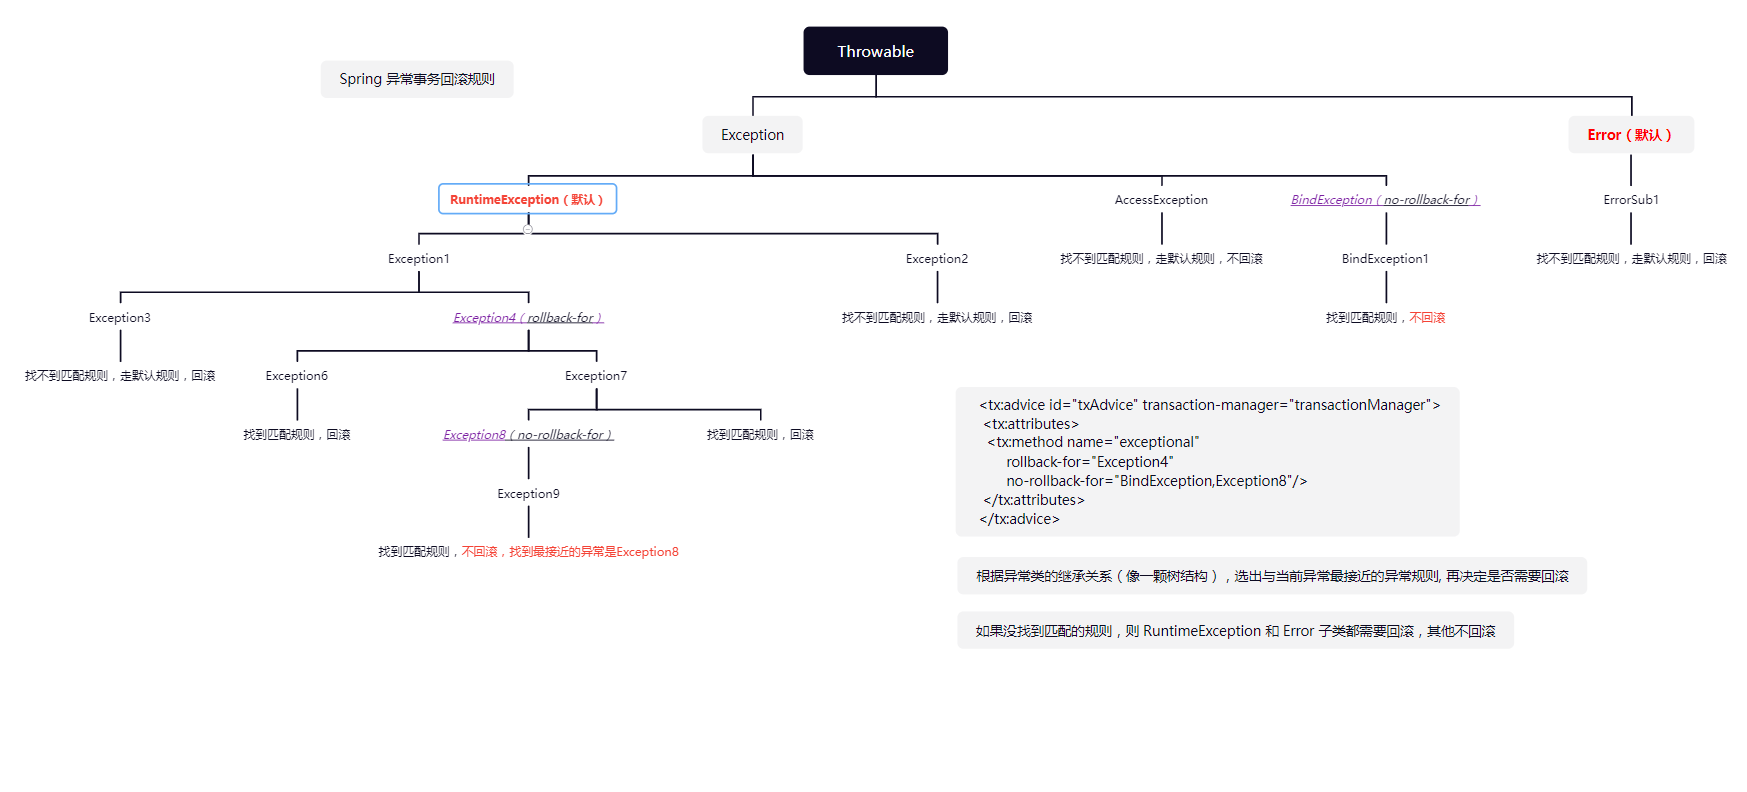 Throwable
Spring 异常事务回滚规则
Exception
Error（默认）
RuntimeException（默认）
AccessException
BindException（no-rollback-for）
ErrorSub1
Exception1
Exception2
找不到匹配规则，走默认规则，不回滚
BindException1
找不到匹配规则，走默认规则，回滚
Exception3
Exception4（rollback-for）
找不到匹配规则，走默认规则，回滚
找到匹配规则，不回滚
找不到匹配规则，走默认规则，回滚
Exception6
Exception7
找到匹配规则，回滚
Exception8（no-rollback-for）
找到匹配规则，回滚
Exception9
找到匹配规则，不回滚，找到最接近的异常是Exception8
<tx:advice id="txAdvice" transaction-manager="transactionManager">
<tx:attributes>
<tx:method name="exceptional"
rollback-for="Exception4"
no-rollback-for="BindException,Exception8"/>
</tx:attributes>
</tx:advice>
根据异常类的继承关系（像一颗树结构），选出与当前异常最接近的异常规则, 再决定是否需要回滚
如果没找到匹配的规则，则 RuntimeException 和 Error 子类都需要回滚，其他不回滚